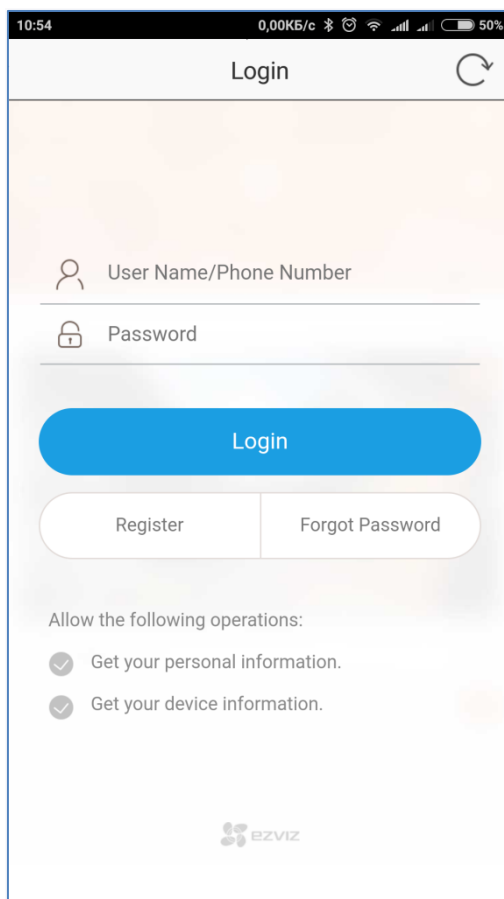 10:54 0,00КБ/с 50%
Login
User Name/Phone Number
Password
Login
Register Forgot Password
Allow the following operations:
Get your personal information.
Get your device information.
ezviz